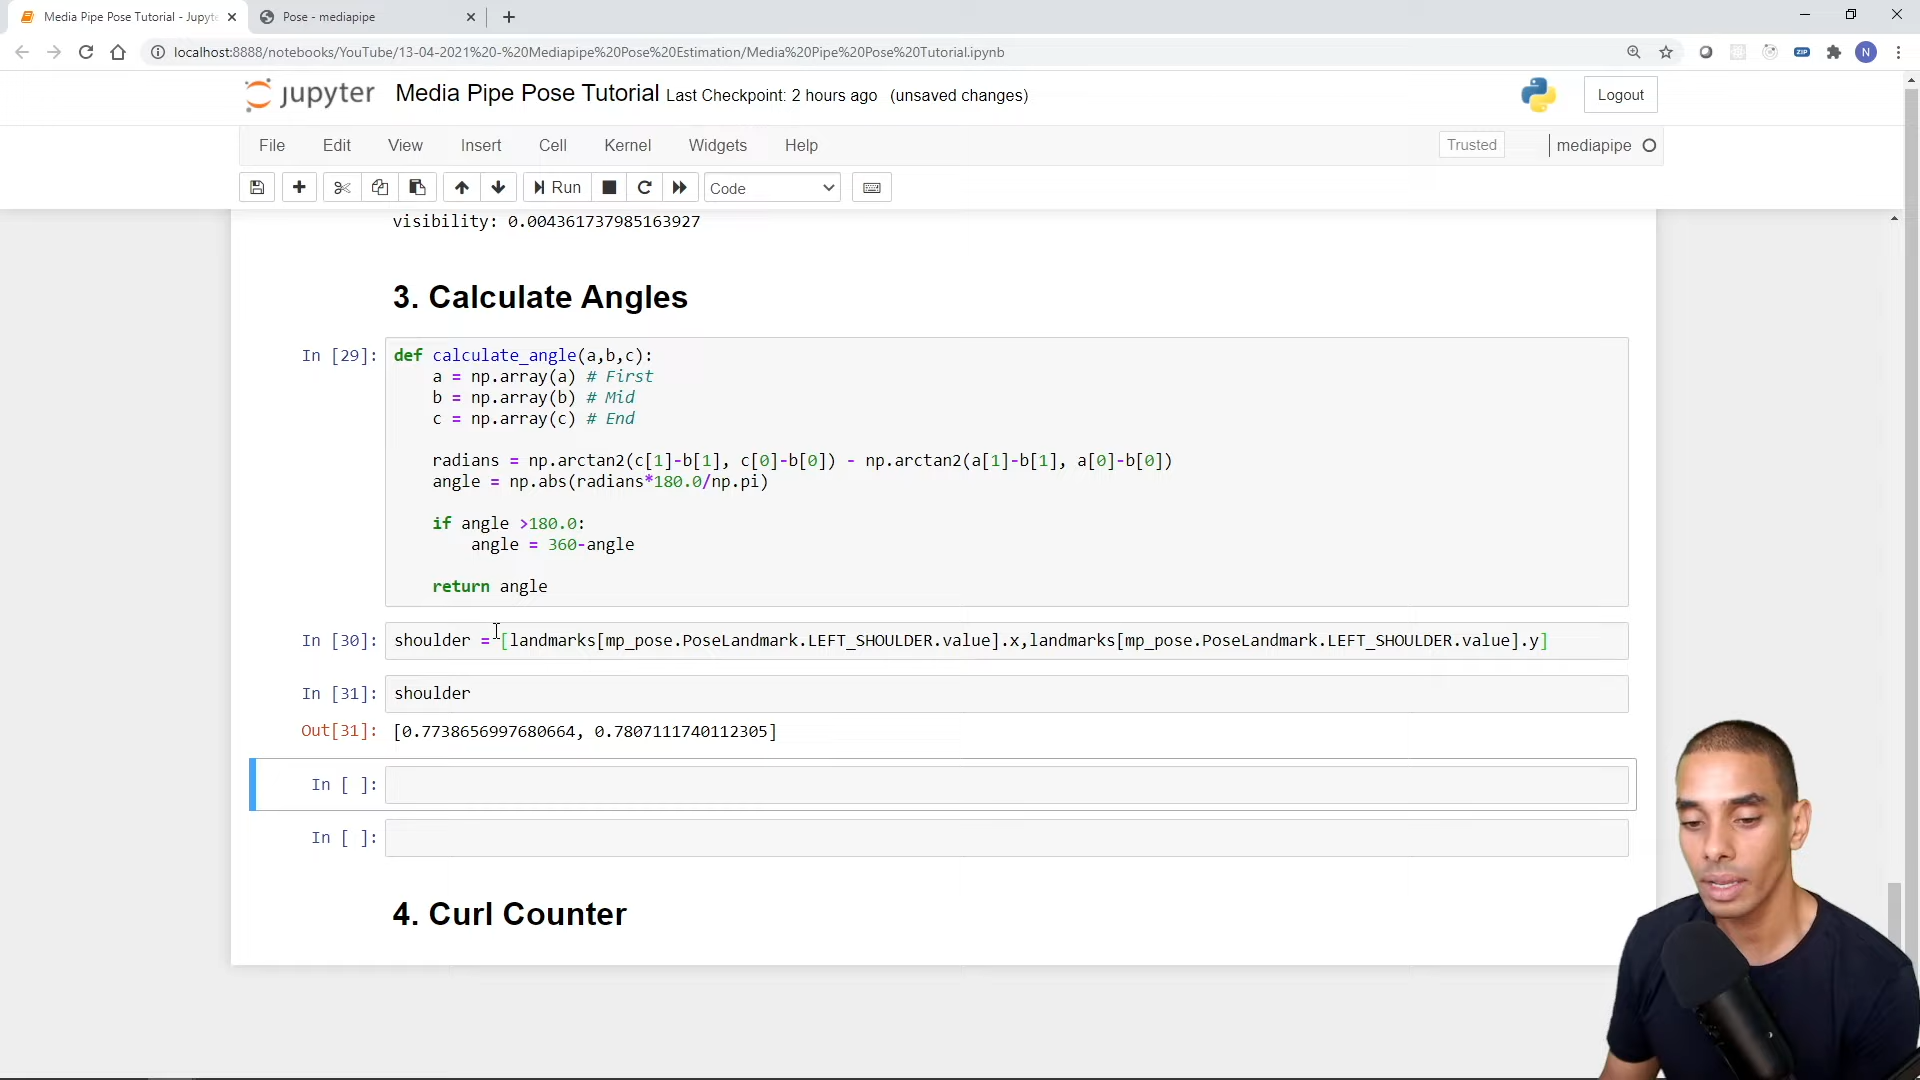 Media Pipe Pose Tutorial - Jupyte
Pose - mediapipe
localhost:8888/notebooks/YouTube/13-04-2021%20-%20Mediapipe%20Pose%20Estimation/Media%20Pipe%20Pose%20Tutorial.ipynb
ZIP
N
jupyter Media Pipe Pose Tutorial Last Checkpoint: 2 hours ago (unsaved changes)
Logout
File Edit View Insert Cell Kernel Widgets Help
Trusted
mediapipe
Run
Code
visibility: 0.004361737985163927
3. Calculate Angles
In [29]: def calculate_angle(a,b,c):
a = np.array(a) # First
b = np.array(b) # Mid
c = np.array(c) # End
radians = np.arctan2(c[1]-b[1], c[0]-b[0]) - np.arctan2(a[1]-b[1], a[0]-b[0])
angle = np.abs(radians*180.0/np.pi)
if angle >180.0:
angle = 360-angle
return angle
In [30]: shoulder = [landmarks[mp_pose.PoseLandmark.LEFT_SHOULDER.value].x,landmarks[mp_pose.PoseLandmark.LEFT_SHOULDER.value].y]
In [31]: shoulder
Out[31]: [0.7738656997680664, 0.7807111740112305]
In [ ]:
In [ ]:
4. Curl Counter